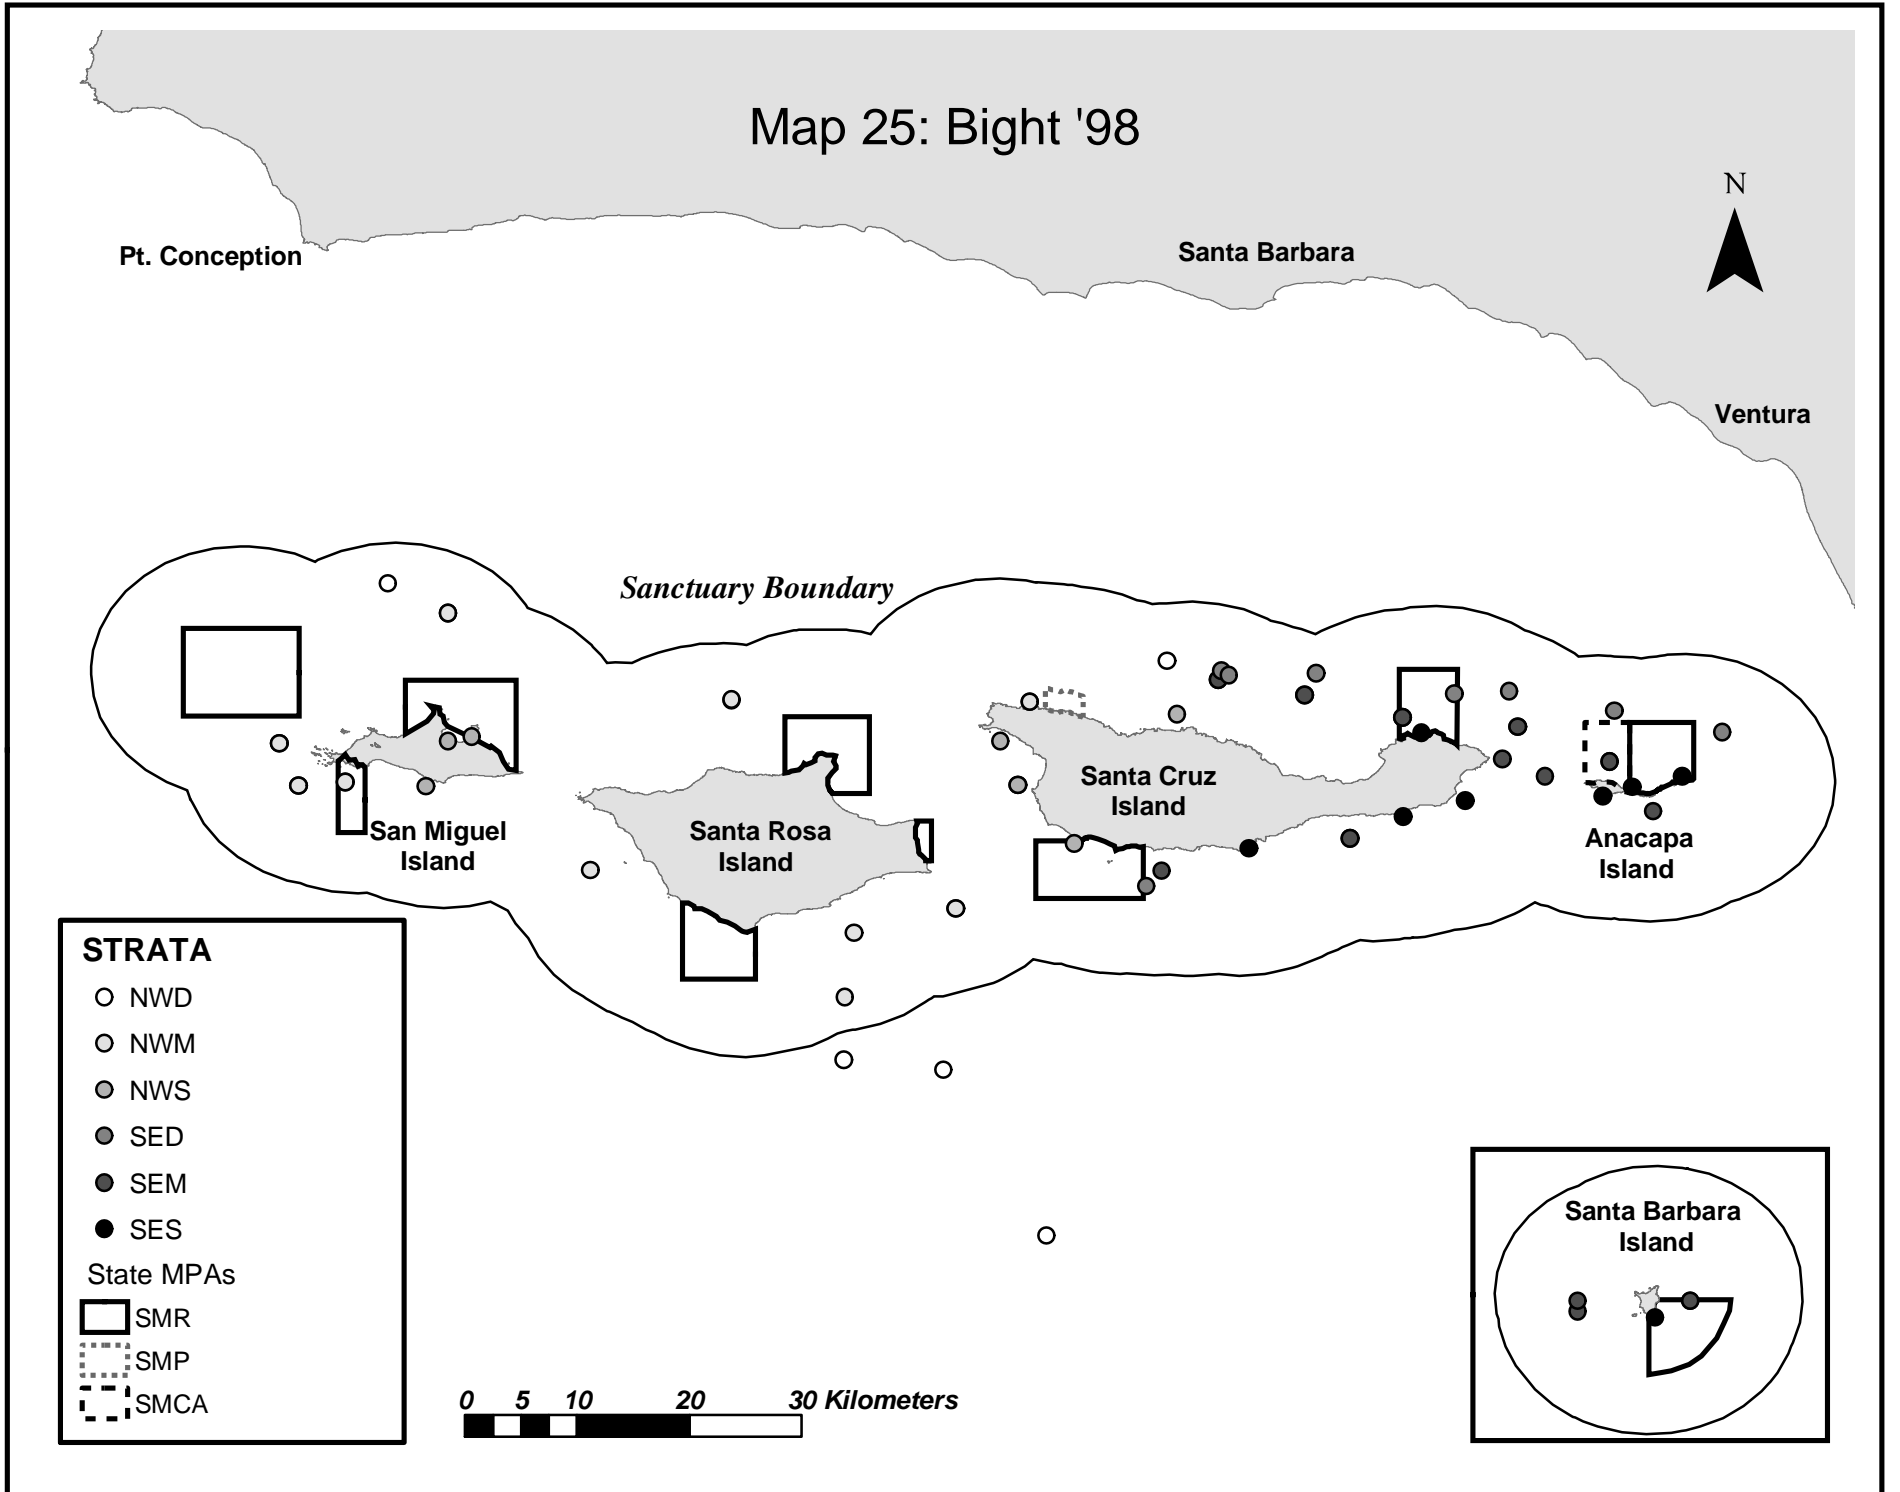 Map 25: Bight '98
N
Pt. Conception
Santa Barbara
Ventura
Sanctuary Boundary
San Miguel
Island
Santa Rosa
Island
Santa Cruz
Island
Anacapa
Island
STRATA
NWD
NWM
NWS
SED
SEM
SES
State MPAs
SMR
SMP
SMCA
0 5 10 20 30 Kilometers
Santa Barbara
Island